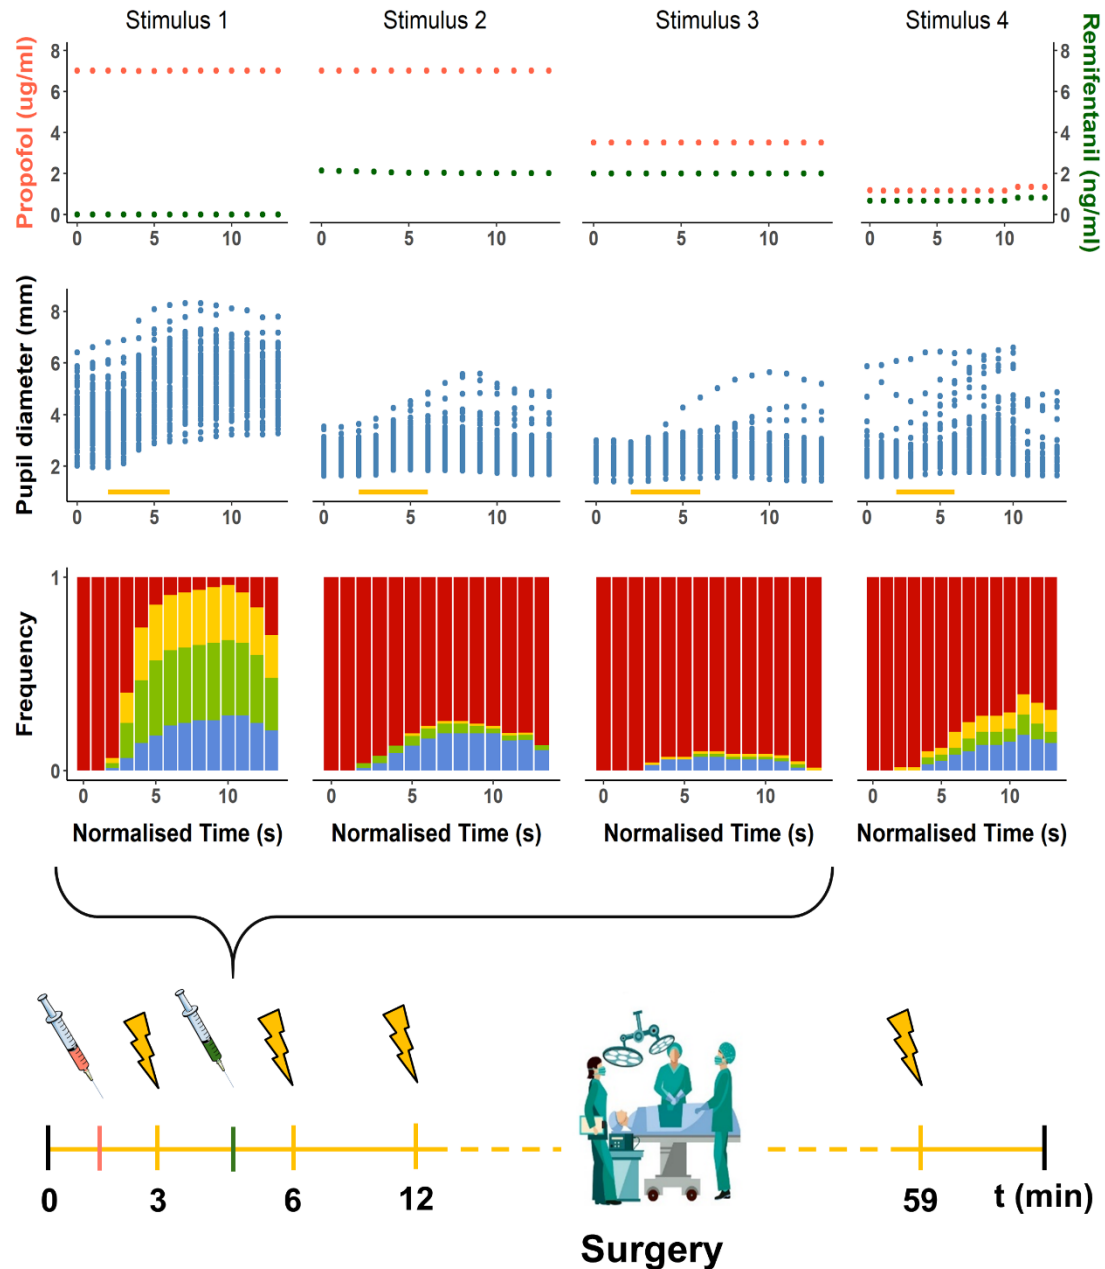 Stimulus 1 Stimulus 2 Stimulus 3 Stimulus 4
Propofol (ug/ml)
8
6
4
2
0
0 5 10 0 5 10 0 5 10 0 5 10
8
6
4
2
0
Remifentanil (ng/ml)
Pupil diameter (mm)
8
6
4
2
0 5 10 0 5 10 0 5 10 0 5 10
Frequency
1
0
0 5 10 0 5 10 0 5 10 0 5 10
Normalised Time (s) Normalised Time (s) Normalised Time (s) Normalised Time (s)
0 3 6 12 59 t (min)
Surgery